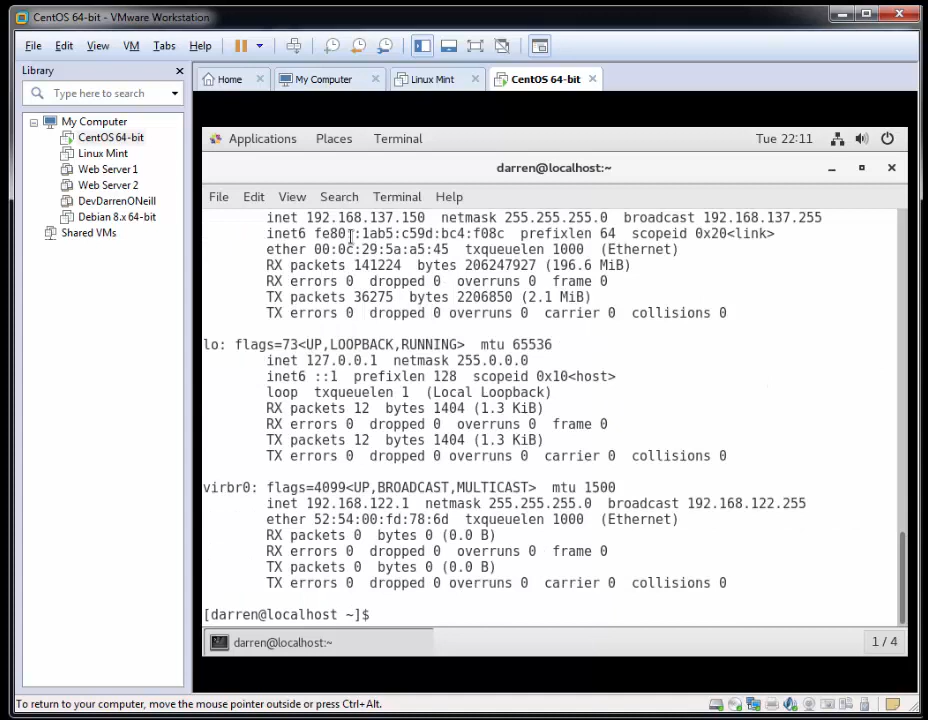 CentOS 64-bit - VMware Workstation
File Edit View VM Tabs Help
Library
Type here to search
My Computer
CentOS 64-bit
Linux Mint
Web Server 1
Web Server 2
DevDarrenONeill
Debian 8.x 64-bit
Shared VMs
Home My Computer Linux Mint CentOS 64-bit
Applications Places Terminal Tue 22:11
darren@localhost:~
File Edit View Search Terminal Help
inet 192.168.137.150 netmask 255.255.255.0 broadcast 192.168.137.255
inet6 fe80::1ab5:c59d:bc4:f08c prefixlen 64 scopeid 0x20<link>
ether 00:0c:29:5a:a5:45 txqueuelen 1000 (Ethernet)
RX packets 141224 bytes 206247927 (196.6 MiB)
RX errors 0 dropped 0 overruns 0 frame 0
TX packets 36275 bytes 2206850 (2.1 MiB)
TX errors 0 dropped 0 overruns 0 carrier 0 collisions 0
lo: flags=73<UP,LOOPBACK,RUNNING> mtu 65536
inet 127.0.0.1 netmask 255.0.0.0
inet6 ::1 prefixlen 128 scopeid 0x10<host>
loop txqueuelen 1 (Local Loopback)
RX packets 12 bytes 1404 (1.3 KiB)
RX errors 0 dropped 0 overruns 0 frame 0
TX packets 12 bytes 1404 (1.3 KiB)
TX errors 0 dropped 0 overruns 0 carrier 0 collisions 0
virbr0: flags=4099<UP,BROADCAST,MULTICAST> mtu 1500
inet 192.168.122.1 netmask 255.255.255.0 broadcast 192.168.122.255
ether 52:54:00:fd:78:6d txqueuelen 1000 (Ethernet)
RX packets 0 bytes 0 (0.0 B)
RX errors 0 dropped 0 overruns 0 frame 0
TX packets 0 bytes 0 (0.0 B)
TX errors 0 dropped 0 overruns 0 carrier 0 collisions 0
[darren@localhost ~]$
darren@localhost:~ 1 / 4
To return to your computer, move the mouse pointer outside or press Ctrl+Alt.